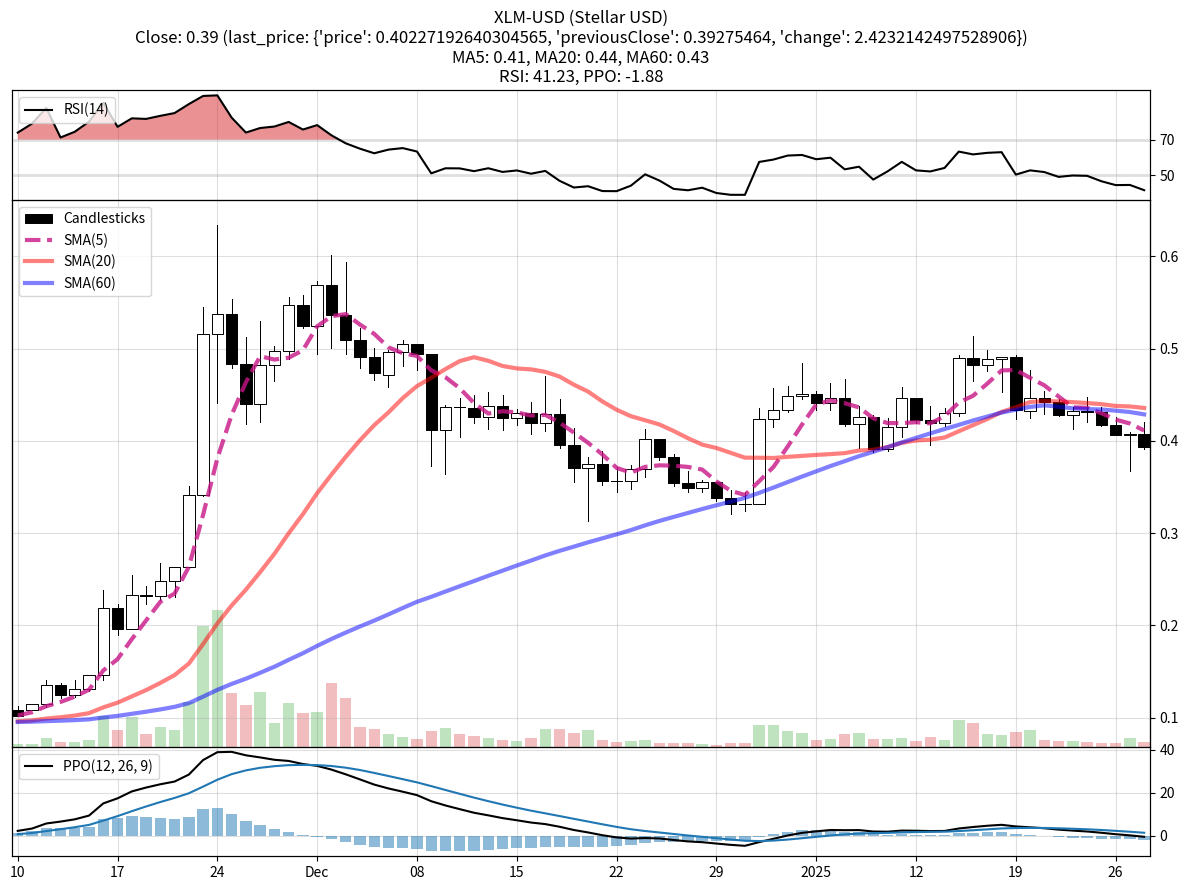 XLM-USD (Stellar USD)
Close: 0.39 (last_price: {'price': 0.40227192640304565, 'previousClose': 0.39275464, 'change': 2.4232142497528906})
MA5: 0.41, MA20: 0.44, MA60: 0.43
RSI: 41.23, PPO: -1.88
RSI(14)
70
50
Candlesticks
SMA(5)
SMA(20)
SMA(60)
0.6
0.5
0.4
0.3
0.2
0.1
PPO(12, 26, 9)
40
20
0
10 17 24 Dec 08 15 22 29 2025 12 19 26